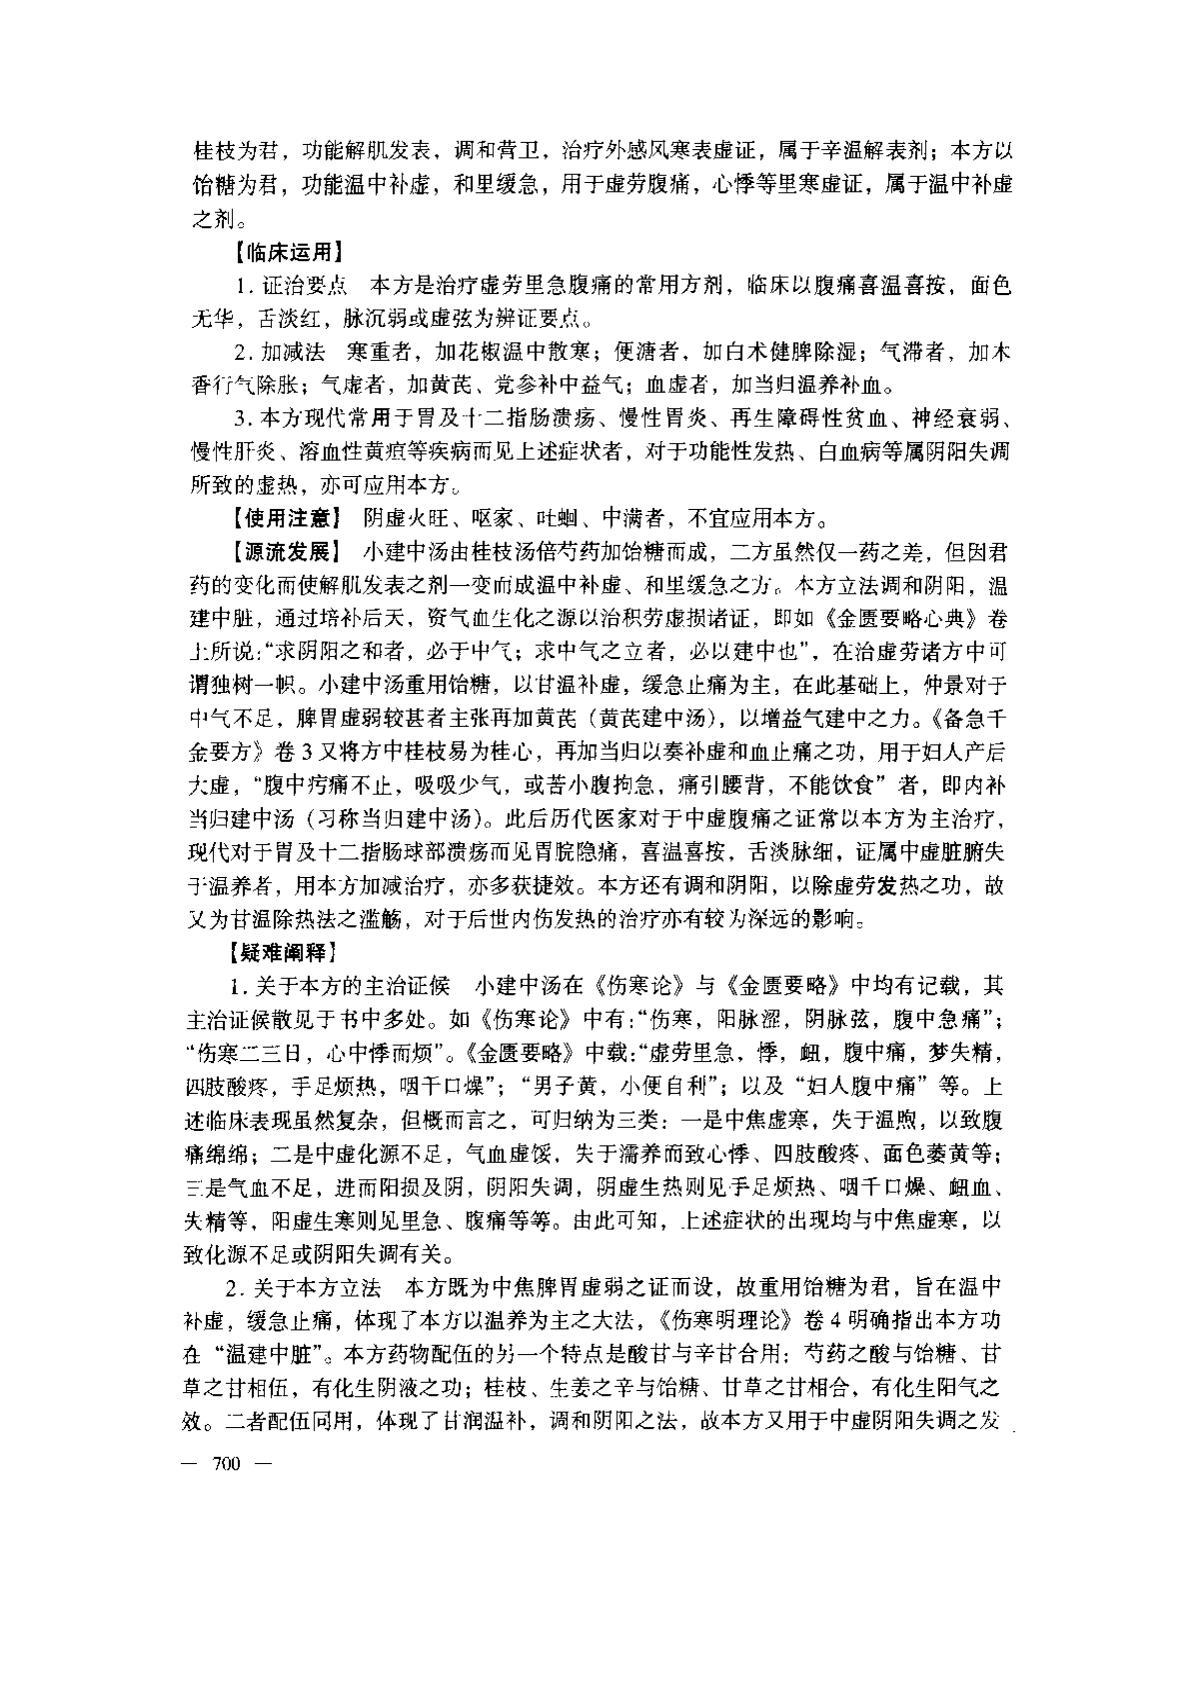 桂枝为君，功能解肌发表，调和营卫，治疗外感风寒表虚证，属于辛温解表剂；本方以
饴糖为君，功能温中补虚，和里缓急，用于虚劳腹痛，心悸等里寒虚证，属于温中补虚
之剂。
【临床运用】
1. 证治要点　本方是治疗虚劳里急腹痛的常用方剂，临床以腹痛喜温喜按，面色
无华，舌淡红，脉沉弱或虚弦为辨证要点。
2. 加减法　寒重者，加花椒温中散寒；便溏者，加白术健脾除湿；气滞者，加木
香行气除胀；气虚者，加黄芪、党参补中益气；血虚者，加当归温养补血。
3. 本方现代常用于胃及十二指肠溃疡、慢性胃炎、再生障碍性贫血、神经衰弱、
慢性肝炎、溶血性黄疸等疾病而见上述症状者，对于功能性发热、白血病等属阴阳失调
所致的虚热，亦可应用本方。
【使用注意】　阴虚火旺、呕家、吐蛔、中满者，不宜应用本方。
【源流发展】　小建中汤由桂枝汤倍芍药加饴糖而成，二方虽然仅一药之差，但因君
药的变化而使解肌发表之剂一变而成温中补虚、和里缓急之方。本方立法调和阴阳，温
建中脏，通过培补后天，资气血生化之源以治积劳虚损诸证，即如《金匮要略心典》卷
上所说：“求阴阳之和者，必于中气；求中气之立者，必以建中也”，在治虚劳诸方中可
谓独树一帜。小建中汤重用饴糖，以甘温补虚，缓急止痛为主，在此基础上，仲景对于
中气不足，脾胃虚弱较甚者主张再加黄芪（黄芪建中汤），以增益气建中之力。《备急千
金要方》卷 3 又将方中桂枝易为桂心，再加当归以奏补虚和血止痛之功，用于妇人产后
大虚，“腹中㽲痛不止，吸吸少气，或苦小腹拘急，痛引腰背，不能饮食”者，即内补
当归建中汤（习称当归建中汤）。此后历代医家对于中虚腹痛之证常以本方为主治疗，
现代对于胃及十二指肠球部溃疡而见胃脘隐痛，喜温喜按，舌淡脉细，证属中虚脏腑失
于温养者，用本方加减治疗，亦多获捷效。本方还有调和阴阳，以除虚劳发热之功，故
又为甘温除热法之滥觞，对于后世内伤发热的治疗亦有较为深远的影响。
【疑难阐释】
1. 关于本方的主治证候　小建中汤在《伤寒论》与《金匮要略》中均有记载，其
主治证候散见于书中多处。如《伤寒论》中有：“伤寒，阳脉涩，阴脉弦，腹中急痛”；
“伤寒二三日，心中悸而烦”。《金匮要略》中载：“虚劳里急，悸，衄，腹中痛，梦失精，
四肢酸疼，手足烦热，咽干口燥”；“男子黄，小便自利”；以及“妇人腹中痛”等。上
述临床表现虽然复杂，但概而言之，可归纳为三类：一是中焦虚寒，失于温煦，以致腹
痛绵绵；二是中虚化源不足，气血虚馁，失于濡养而致心悸、四肢酸疼、面色萎黄等；
三是气血不足，进而阳损及阴，阴阳失调，阴虚生热则见手足烦热、咽干口燥、衄血、
失精等，阳虚生寒则见里急、腹痛等等。由此可知，上述症状的出现均与中焦虚寒，以
致化源不足或阴阳失调有关。
2. 关于本方立法　本方既为中焦脾胃虚弱之证而设，故重用饴糖为君，旨在温中
补虚，缓急止痛，体现了本方以温养为主之大法，《伤寒明理论》卷 4 明确指出本方功
在“温建中脏”。本方药物配伍的另一个特点是酸甘与辛甘合用：芍药之酸与饴糖、甘
草之甘相伍，有化生阴液之功；桂枝、生姜之辛与饴糖、甘草之甘相合，有化生阳气之
效。二者配伍同用，体现了甘润温补，调和阴阳之法，故本方又用于中虚阴阳失调之发
— 700 —